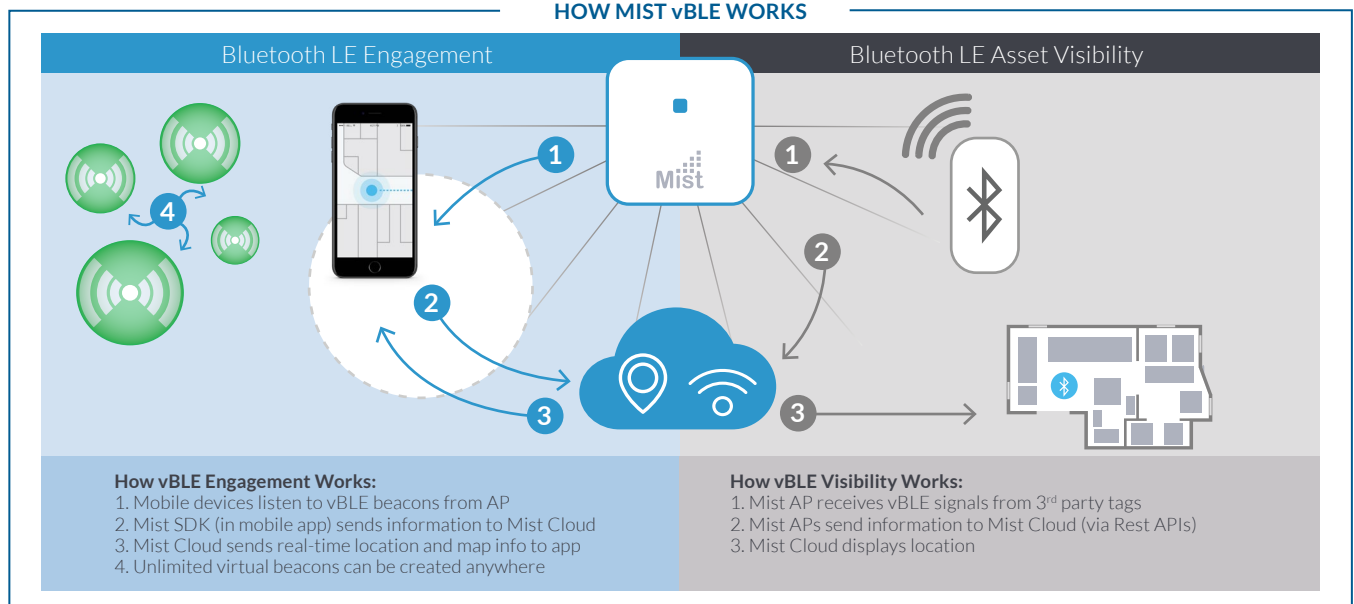 HOW MIST vBLE WORKS
Bluetooth LE Engagement
Bluetooth LE Asset Visibility
Mist
1
2
3
4
1
2
3
How vBLE Engagement Works:
1. Mobile devices listen to vBLE beacons from AP
2. Mist SDK (in mobile app) sends information to Mist Cloud
3. Mist Cloud sends real-time location and map info to app
4. Unlimited virtual beacons can be created anywhere
How vBLE Visibility Works:
1. Mist AP receives vBLE signals from 3rd party tags
2. Mist APs send information to Mist Cloud (via Rest APIs)
3. Mist Cloud displays location